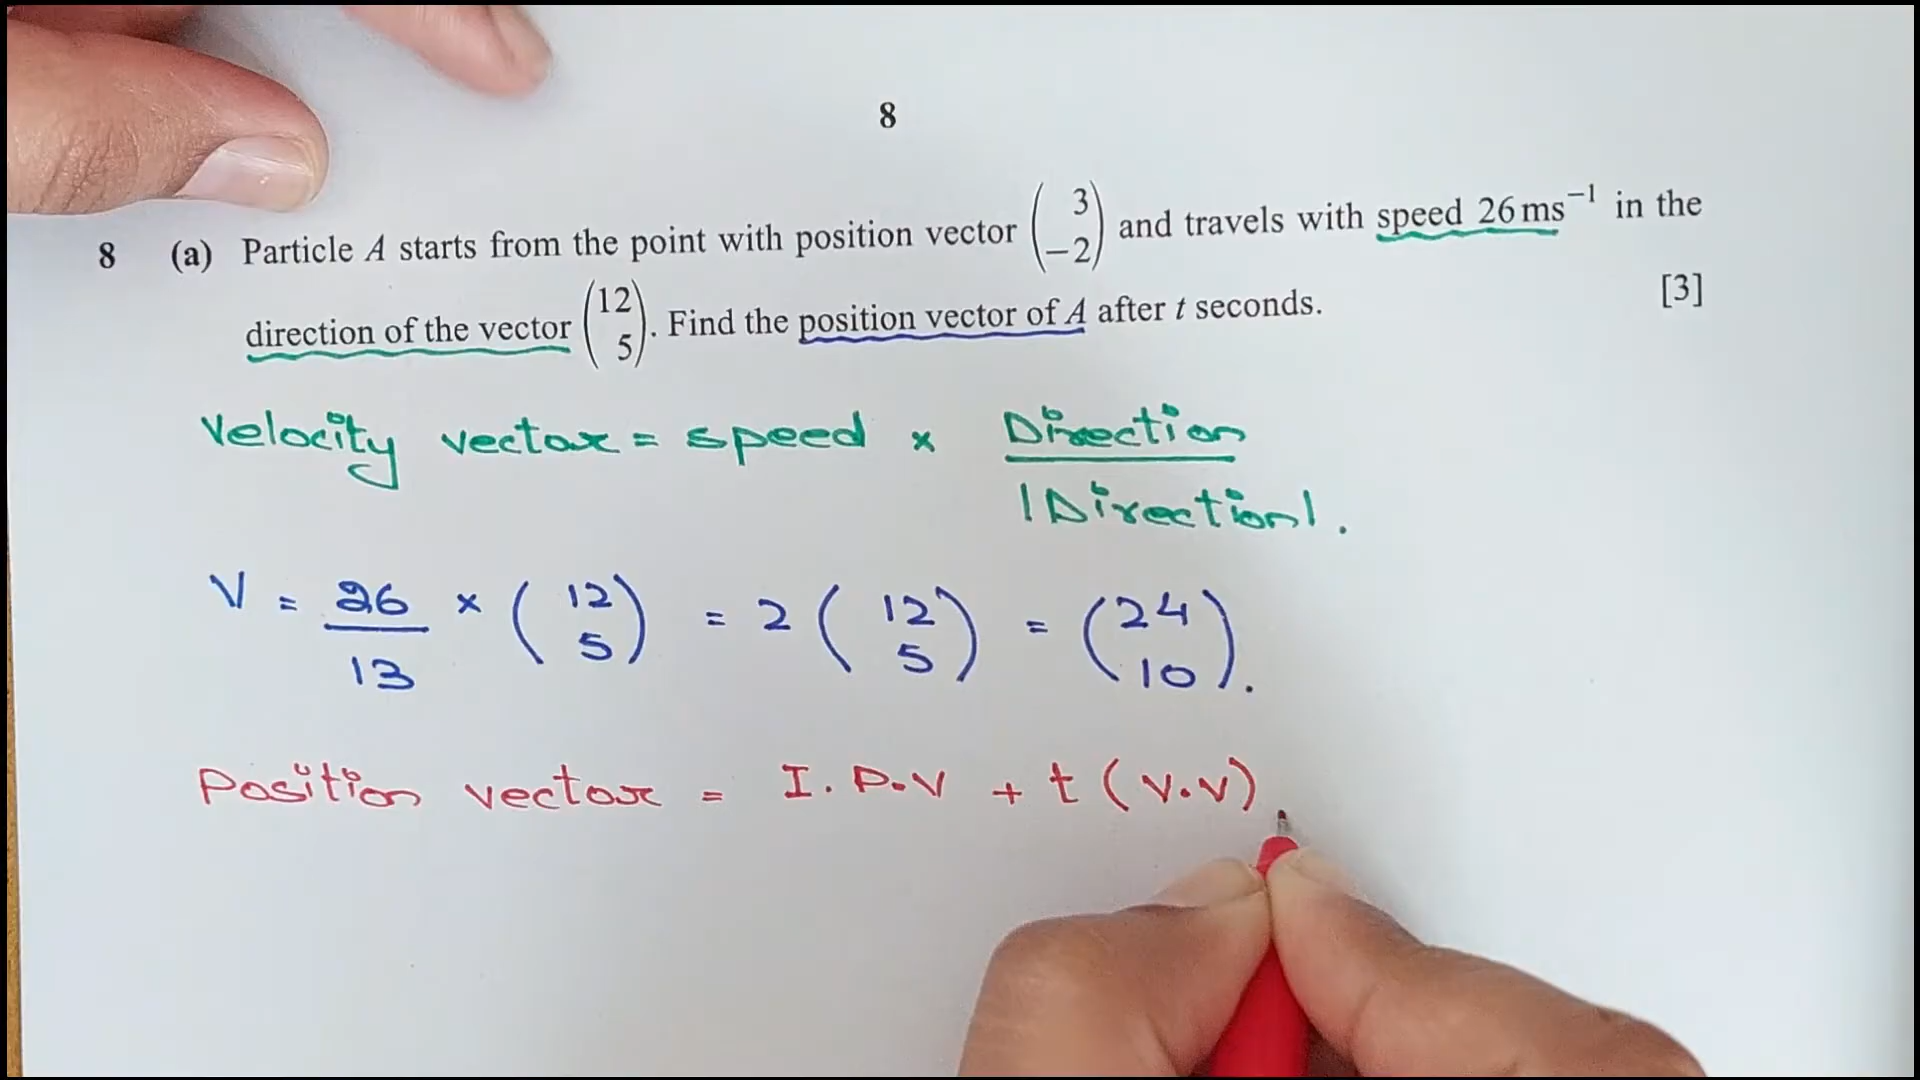 8
8 (a) Particle A starts from the point with position vector (3 −2) and travels with speed 26 ms⁻¹ in the
direction of the vector (12 5). Find the position vector of A after t seconds. [3]
Velocity vector = speed × Direction
|Direction|.
V = 26/13 × (12 5) = 2 (12 5) = (24 10).
Position vector = I.P.V + t (V.V).